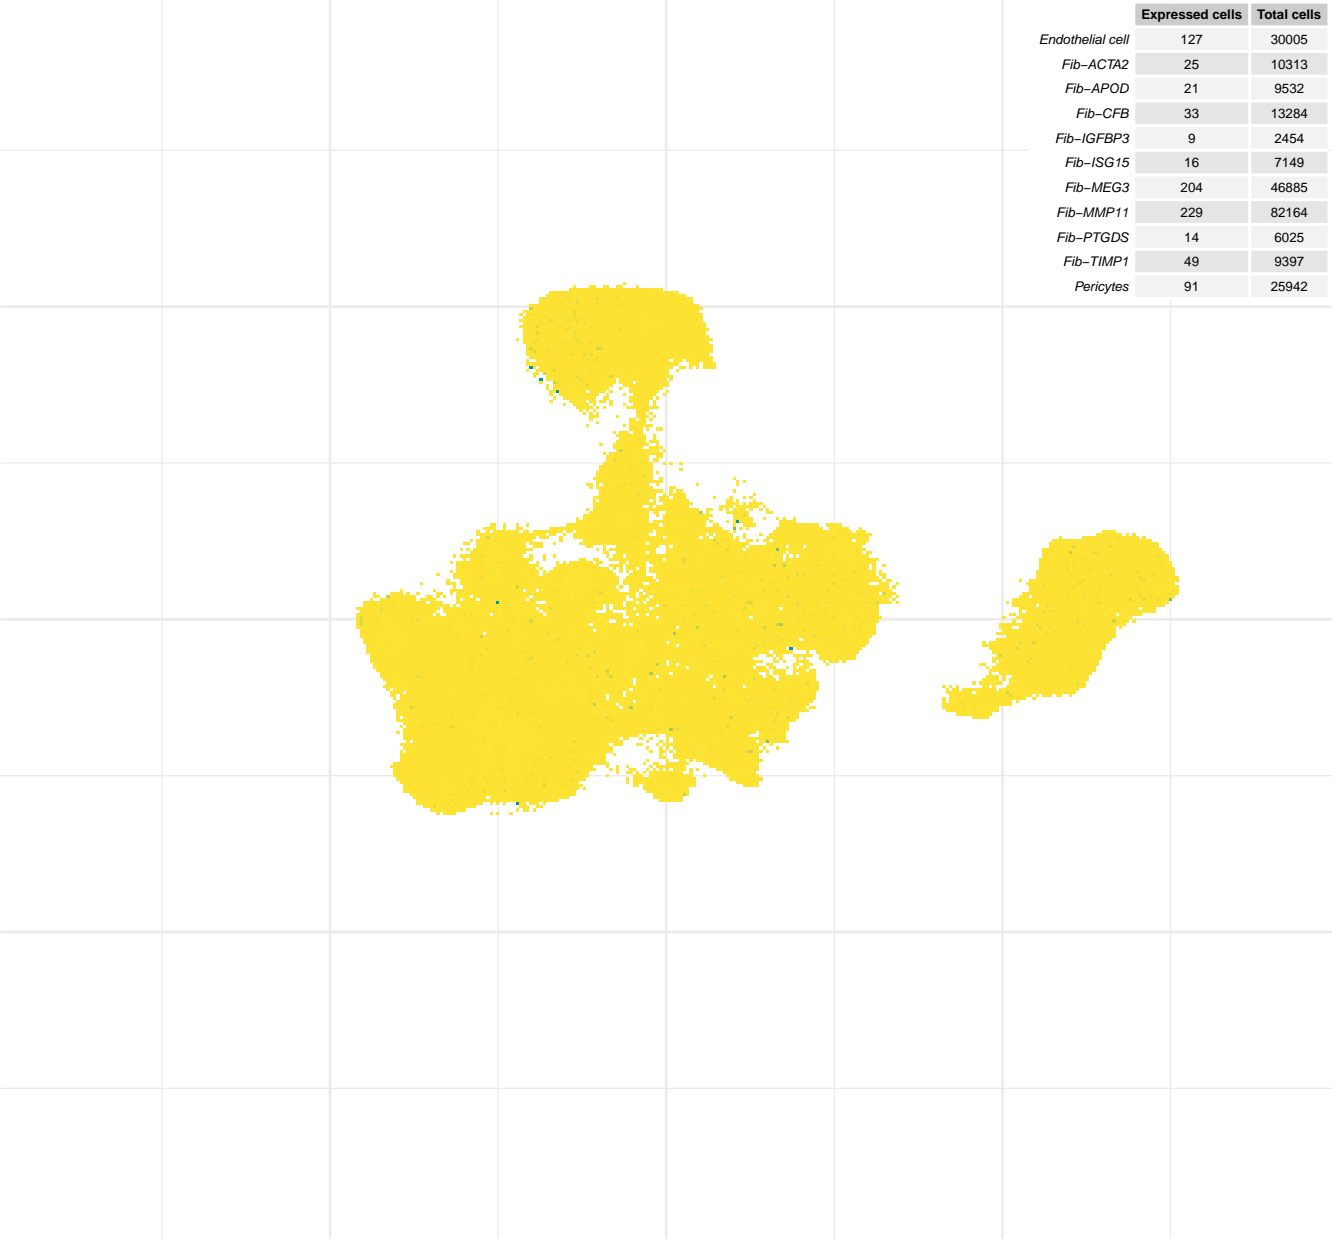 Expressed cells Total cells
Endothelial cell 127 30005
Fib−ACTA2 25 10313
Fib−APOD 21 9532
Fib−CFB 33 13284
Fib−IGFBP3 9 2454
Fib−ISG15 16 7149
Fib−MEG3 204 46885
Fib−MMP11 229 82164
Fib−PTGDS 14 6025
Fib−TIMP1 49 9397
Pericytes 91 25942